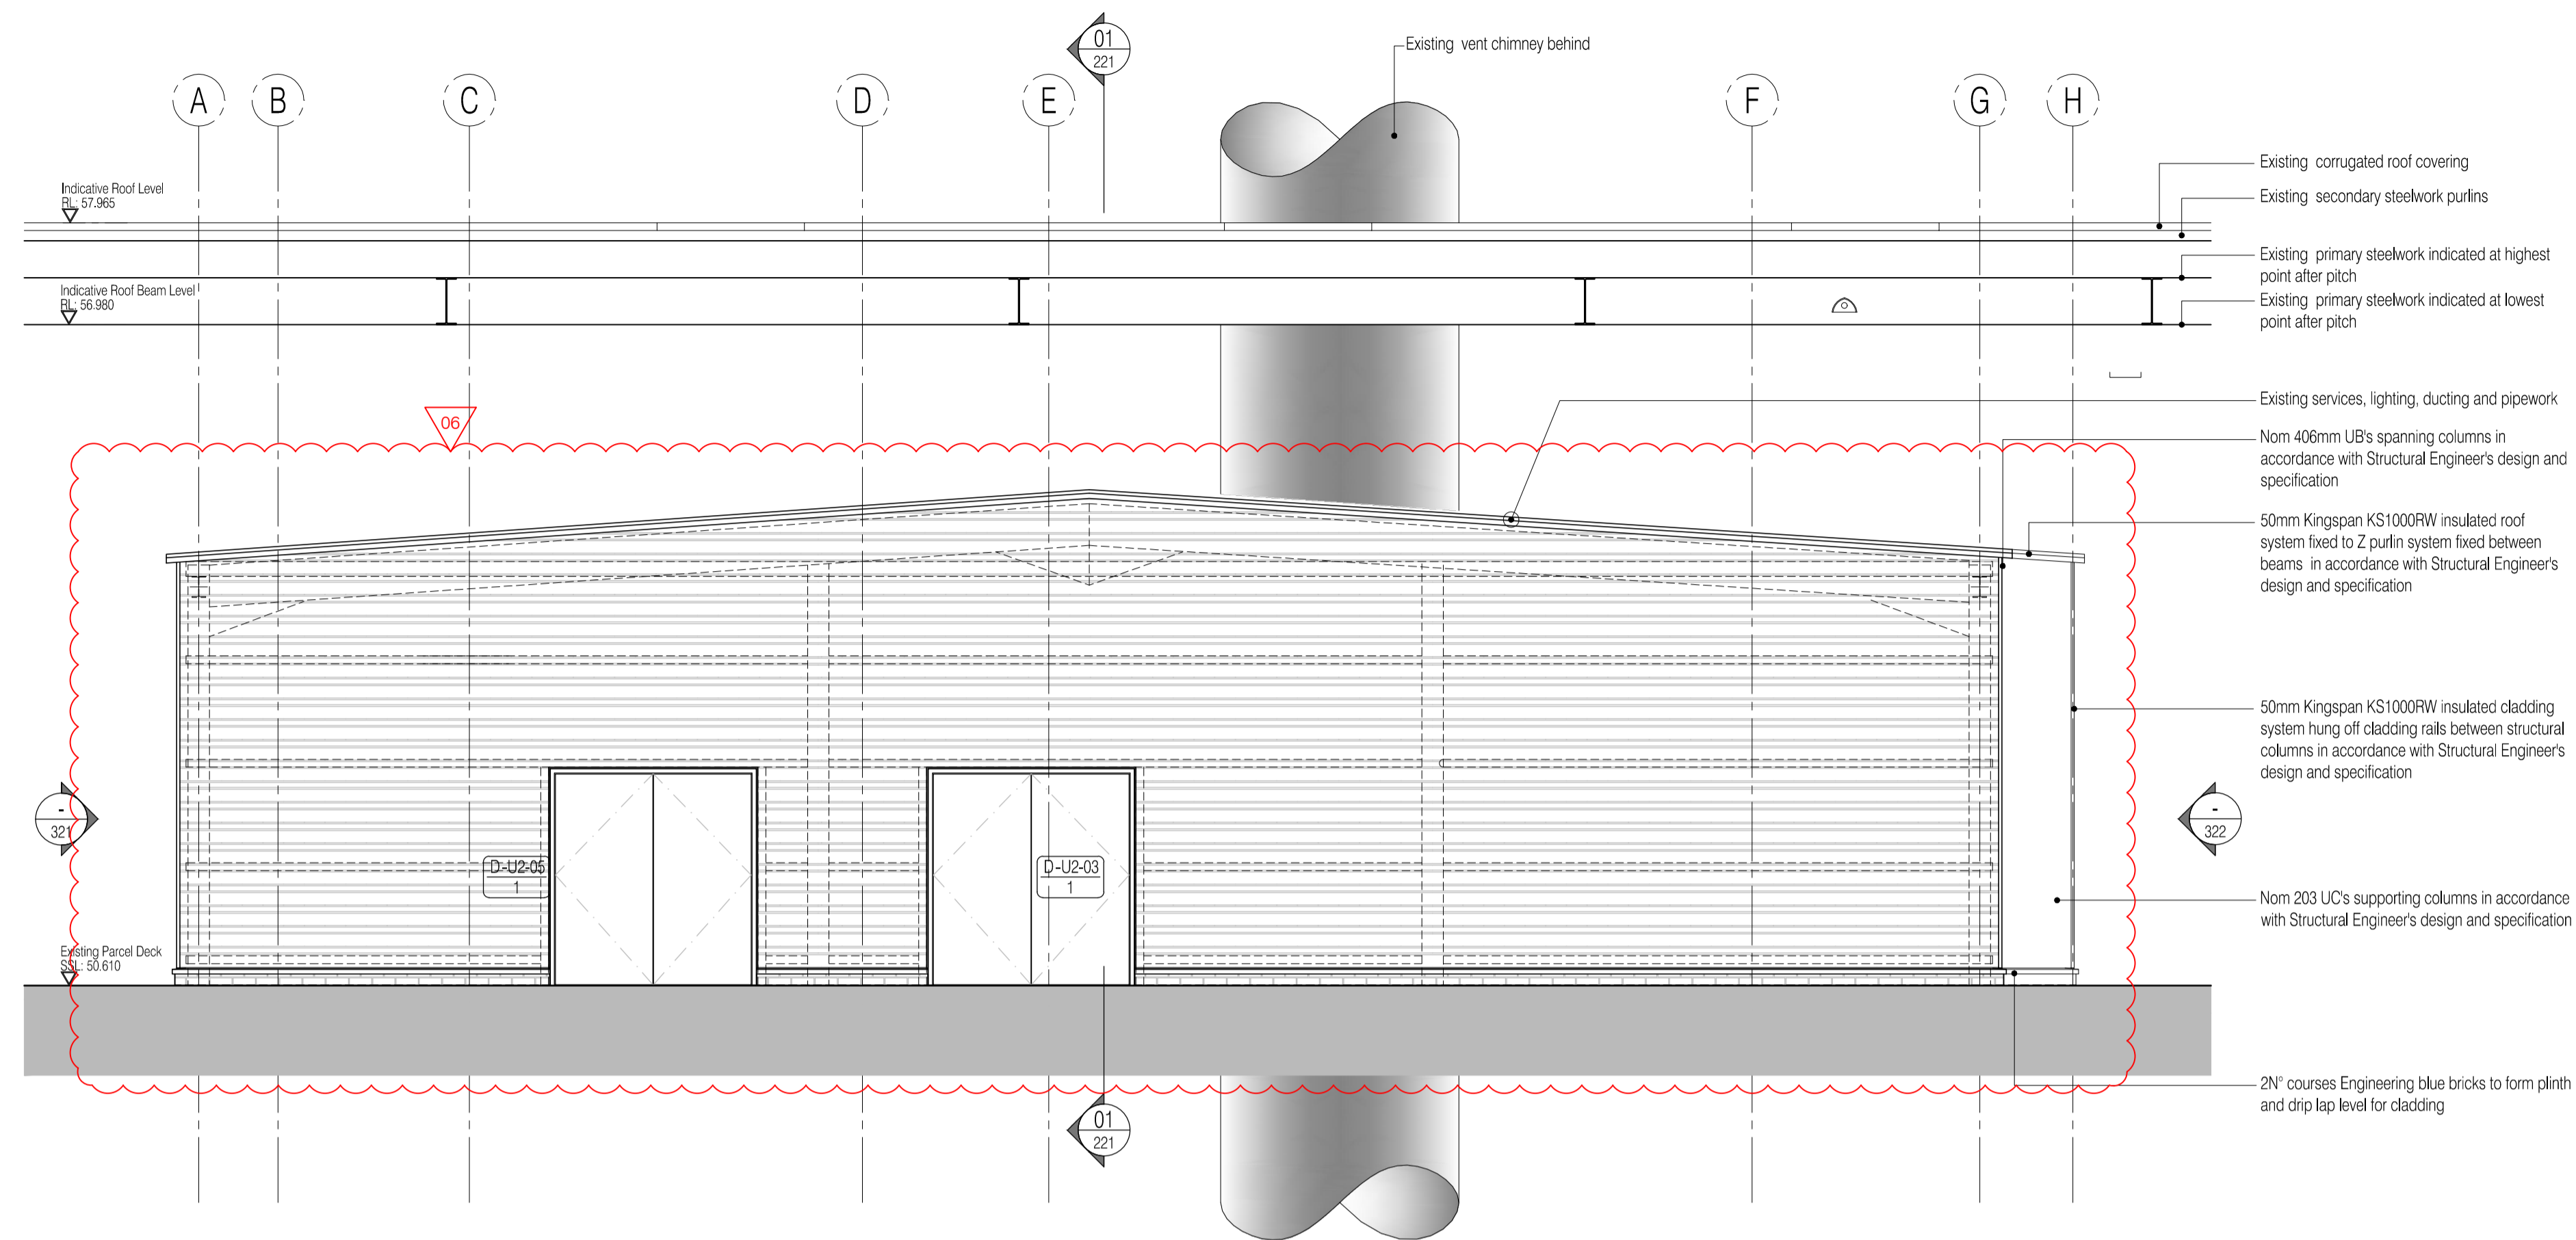 01
221
Existing vent chimney behind
A B C D E F G H
Indicative Roof Level
RL: 57.965
Existing corrugated roof covering
Existing secondary steelwork purlins
Existing primary steelwork indicated at highest
point after pitch
Indicative Roof Beam Level
RL: 56.980
Existing primary steelwork indicated at lowest
point after pitch
Existing services, lighting, ducting and pipework
06
Nom 406mm UB's spanning columns in
accordance with Structural Engineer's design and
specification
50mm Kingspan KS1000RW insulated roof
system fixed to Z purlin system fixed between
beams in accordance with Structural Engineer's
design and specification
50mm Kingspan KS1000RW insulated cladding
system hung off cladding rails between structural
columns in accordance with Structural Engineer's
design and specification
-
321
-
322
D-U2-05
1
D-U2-03
1
Nom 203 UC's supporting columns in accordance
with Structural Engineer's design and specification
Existing Parcel Deck
SSL: 50.610
2N° courses Engineering blue bricks to form plinth
and drip lap level for cladding
01
221